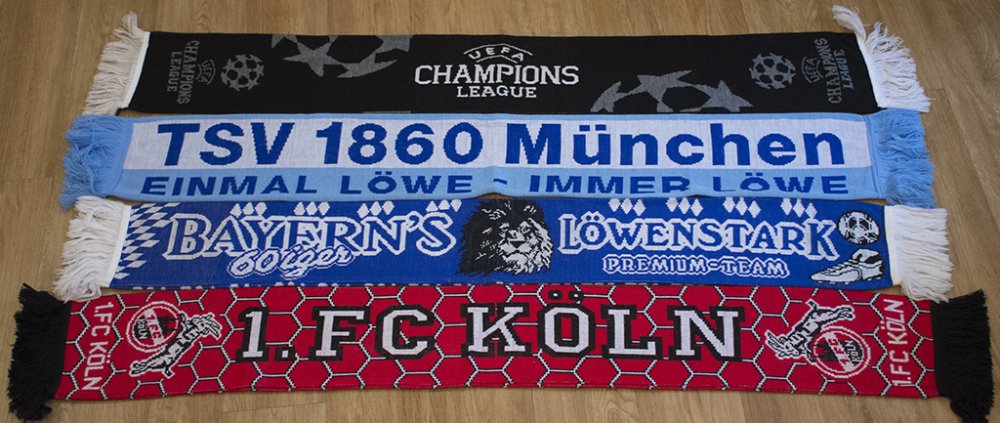 CHAMPIONS
LEAGUE
UEFA
CHAMPIONS
LEAGUE
CHAMPIONS
LEAGUE
TSV 1860 München
EINMAL LÖWE - IMMER LÖWE
BAYERN'S
60iger
LÖWENSTARK
PREMIUM-TEAM
1.FC KÖLN
1. FC KÖLN
1.FC KÖLN